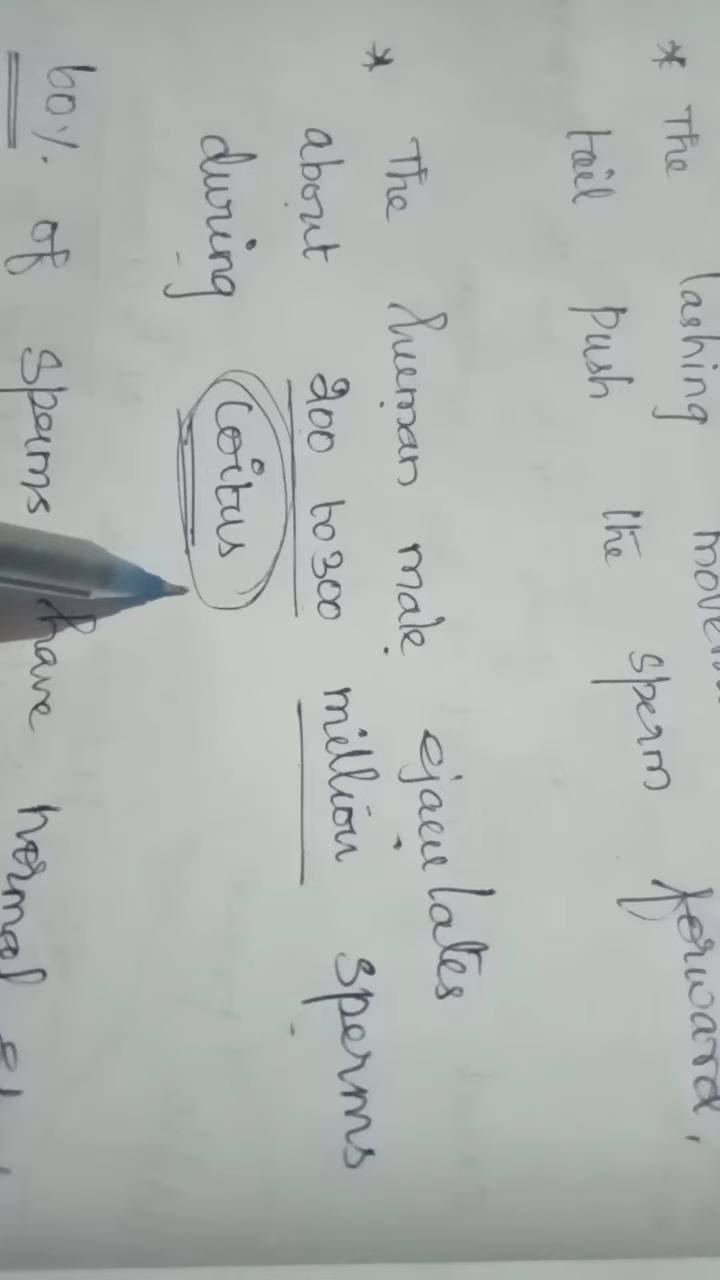 * The lashing
tail push the sperm forward,
* The human male ejaculates
about 200 to 300 million sperms
during coitus
60% of sperms have normal